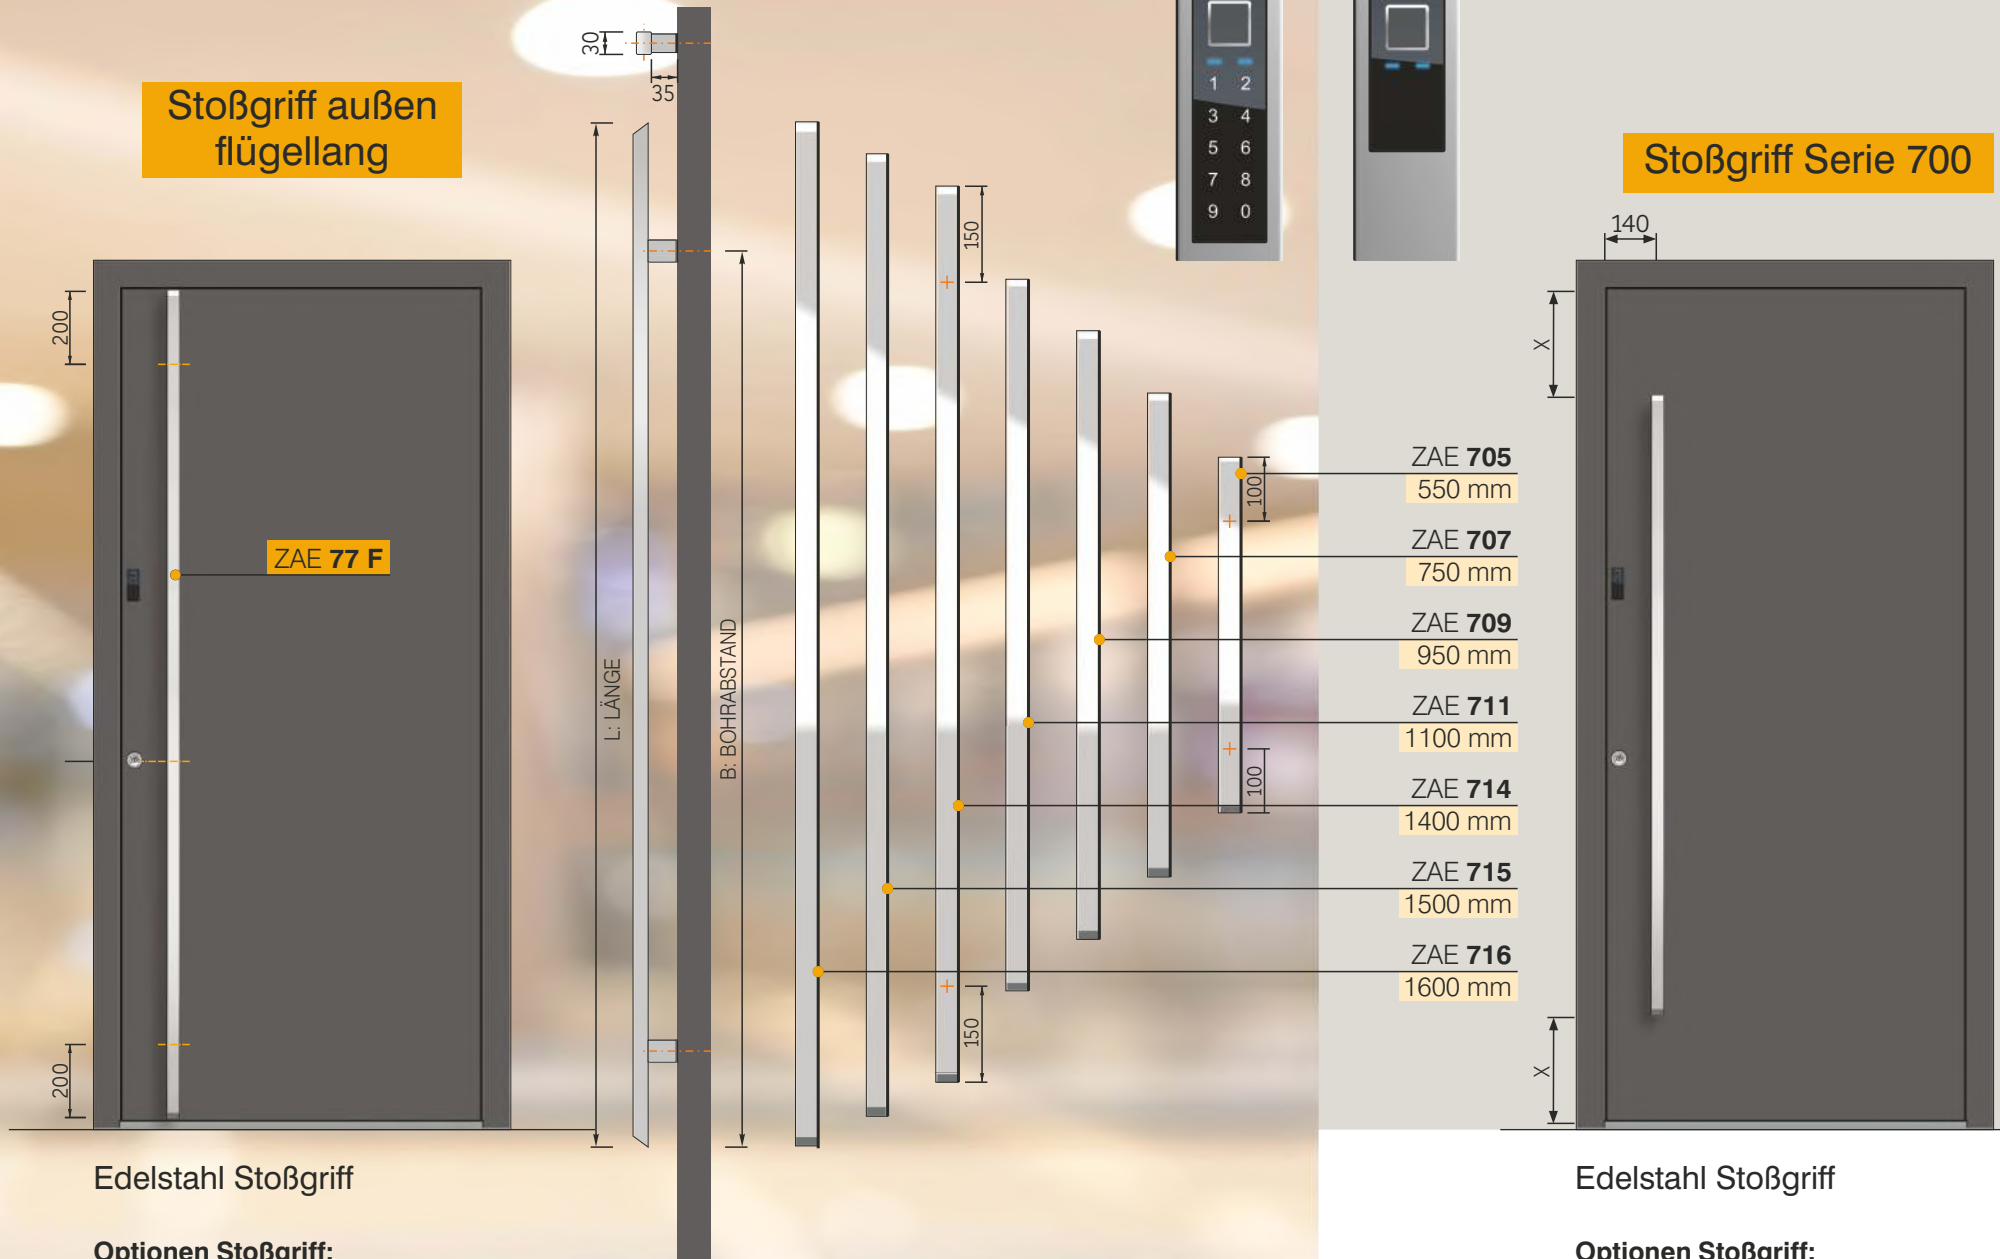 30
35
Stoßgriff außen
flügellang
1 2
3 4
5 6
7 8
9 0
Stoßgriff Serie 700
140
200
150
X
ZAE 77 F
L: LÄNGE
B: BOHRABSTAND
100
ZAE 705
550 mm
ZAE 707
750 mm
ZAE 709
950 mm
ZAE 711
1100 mm
100
ZAE 714
1400 mm
ZAE 715
1500 mm
ZAE 716
1600 mm
200
150
X
Edelstahl Stoßgriff
Optionen Stoßgriff:
Edelstahl Stoßgriff
Optionen Stoßgriff: